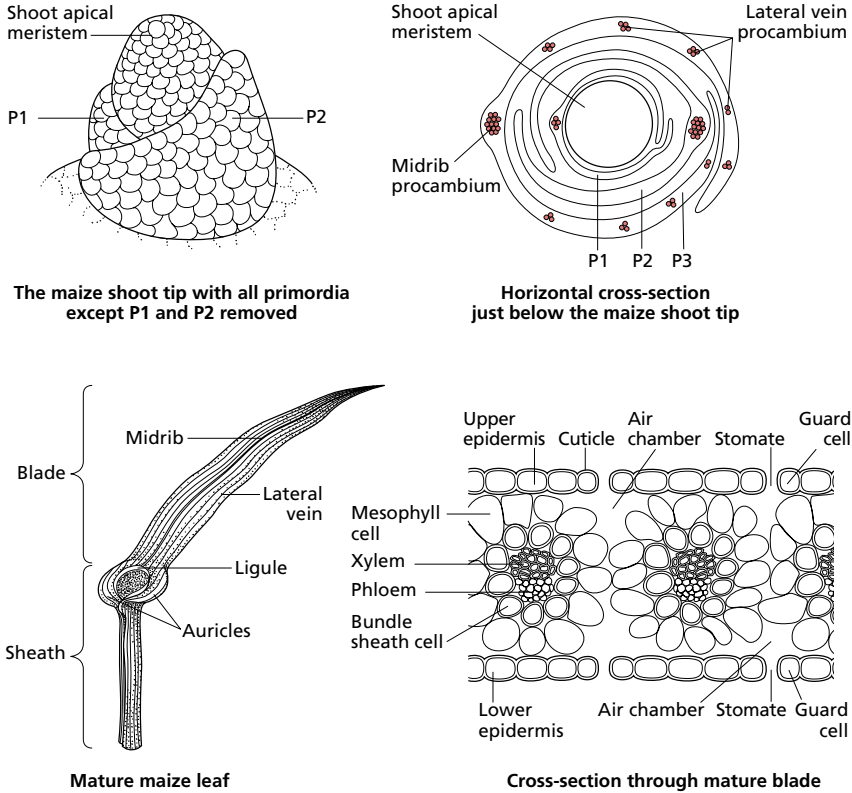 Shoot apical
meristem
P1
P2
The maize shoot tip with all primordia
except P1 and P2 removed
Shoot apical
meristem
Lateral vein
procambium
Midrib
procambium
P1 P2 P3
Horizontal cross-section
just below the maize shoot tip
Blade
Midrib
Lateral
vein
Ligule
Auricles
Sheath
Mature maize leaf
Upper
epidermis
Cuticle
Air
chamber
Stomate
Guard
cell
Mesophyll
cell
Xylem
Phloem
Bundle
sheath cell
Lower
epidermis
Air chamber
Stomate
Guard
cell
Cross-section through mature blade